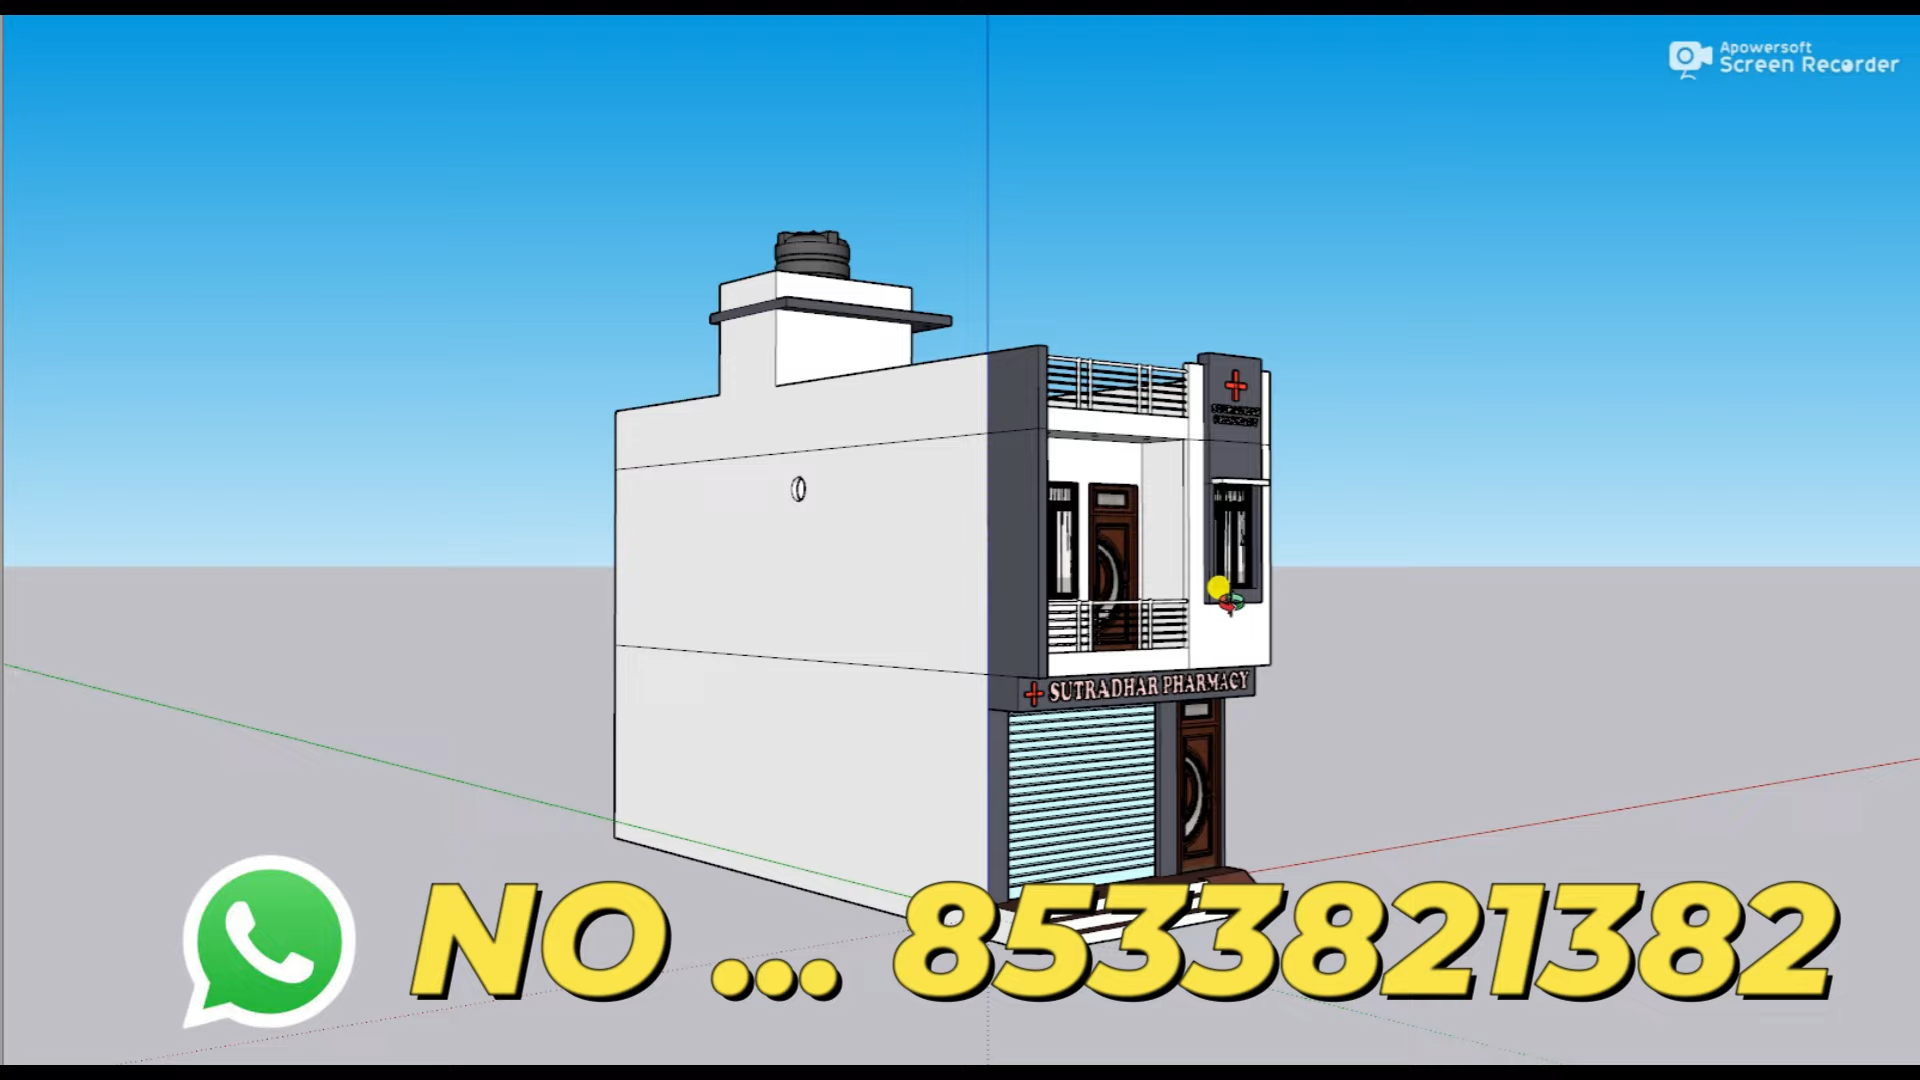 Apowersoft
Screen Recorder
SUTRADHAR PHARMACY
NO ... 8533821382